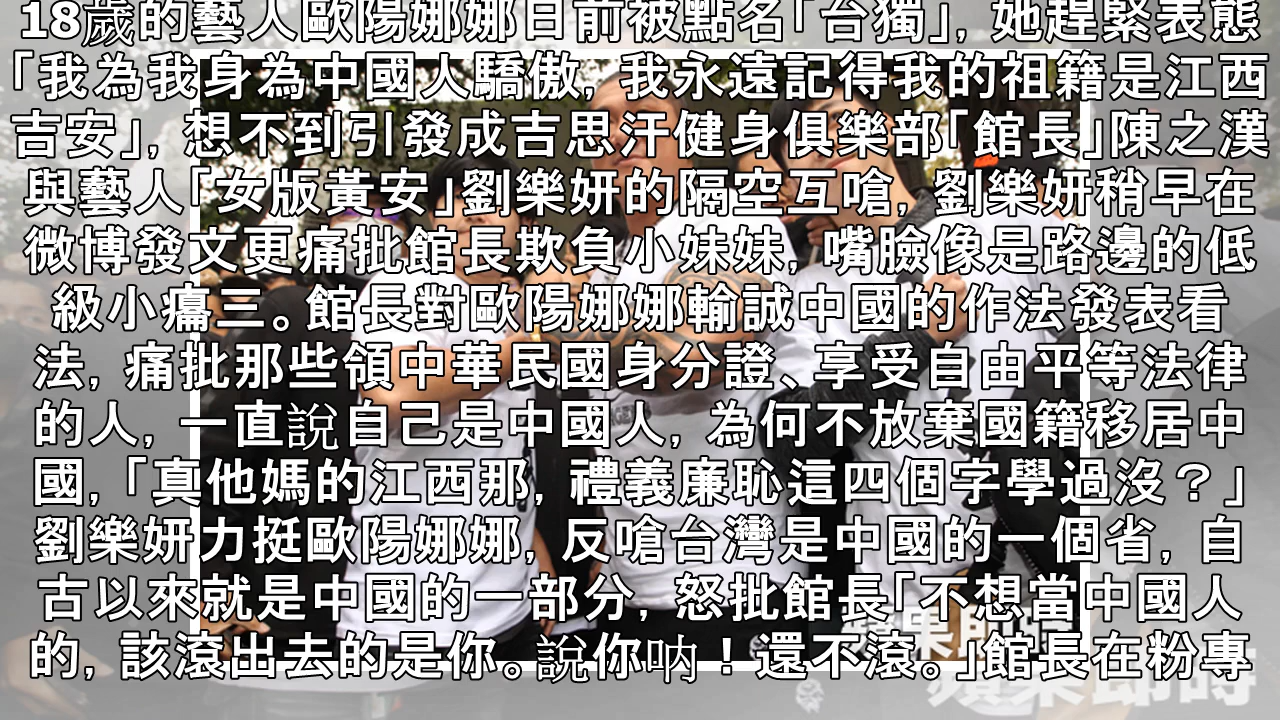 18歲的藝人歐陽娜娜日前被點名「台獨」, 她趕緊表態
「我為我身為中國人驕傲, 我永遠記得我的祖籍是江西
吉安」, 想不到引發成吉思汗健身俱樂部「館長」陳之漢
與藝人「女版黃安」劉樂妍的隔空互嗆, 劉樂妍稍早在
微博發文更痛批館長欺負小妹妹, 嘴臉像是路邊的低
級小癟三。館長對歐陽娜娜輸誠中國的作法發表看
法, 痛批那些領中華民國身分證、享受自由平等法律
的人, 一直說自己是中國人, 為何不放棄國籍移居中
國, 「真他媽的江西那, 禮義廉恥這四個字學過沒？」
劉樂妍力挺歐陽娜娜, 反嗆台灣是中國的一個省, 自
古以來就是中國的一部分, 怒批館長「不想當中國人
的, 該滾出去的是你。說你吶！還不滾。」館長在粉專
蘋果即時
蘋果即時